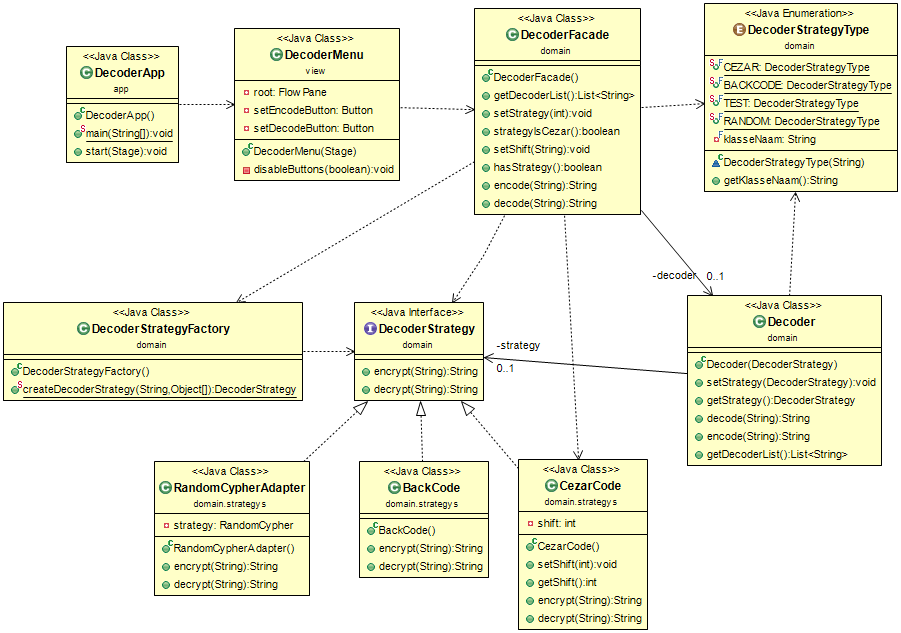 <<Java Class>>
DecoderApp
app
DecoderApp()
main(String[]):void
start(Stage):void
<<Java Class>>
DecoderMenu
view
root: FlowPane
setEncodeButton: Button
setDecodeButton: Button
DecoderMenu(Stage)
disableButtons(boolean):void
<<Java Class>>
DecoderFacade
domain
DecoderFacade()
getDecoderList():List<String>
setStrategy(int):void
strategyIsCezar():boolean
setShift(String):void
hasStrategy():boolean
encode(String):String
decode(String):String
<<Java Enumeration>>
DecoderStrategyType
domain
CEZAR: DecoderStrategyType
BACKCODE: DecoderStrategyType
TEST: DecoderStrategyType
RANDOM: DecoderStrategyType
klasseNaam: String
DecoderStrategyType(String)
getKlasseNaam():String
-decoder 0..1
<<Java Class>>
DecoderStrategyFactory
domain
DecoderStrategyFactory()
createDecoderStrategy(String,Object[]):DecoderStrategy
<<Java Interface>>
DecoderStrategy
domain
encrypt(String):String
decrypt(String):String
-strategy
0..1
<<Java Class>>
Decoder
domain
Decoder(DecoderStrategy)
setStrategy(DecoderStrategy):void
getStrategy():DecoderStrategy
decode(String):String
encode(String):String
getDecoderList():List<String>
<<Java Class>>
RandomCypherAdapter
domain.strategys
strategy: RandomCypher
RandomCypherAdapter()
encrypt(String):String
decrypt(String):String
<<Java Class>>
BackCode
domain.strategys
BackCode()
encrypt(String):String
decrypt(String):String
<<Java Class>>
CezarCode
domain.strategys
shift: int
CezarCode()
setShift(int):void
getShift():int
encrypt(String):String
decrypt(String):String